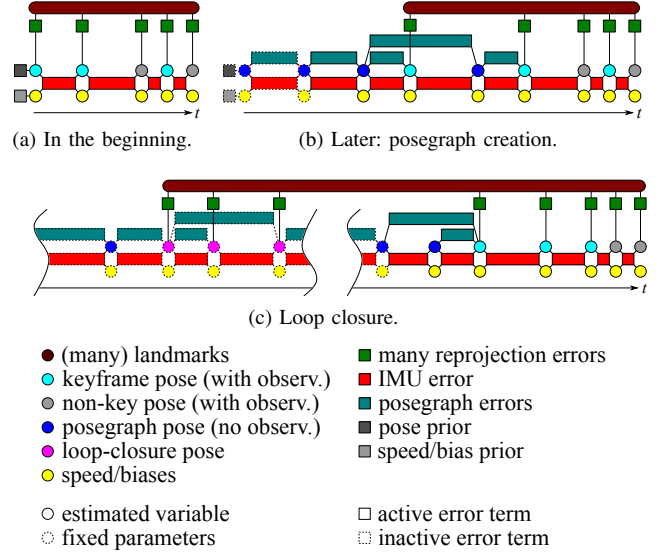 t
t
(a) In the beginning.
(b) Later: posegraph creation.
t
(c) Loop closure.
(many) landmarks
many reprojection errors
keyframe pose (with observ.)
IMU error
non-key pose (with observ.)
posegraph errors
posegraph pose (no observ.)
pose prior
loop-closure pose
speed/bias prior
speed/biases
estimated variable
active error term
fixed parameters
inactive error term